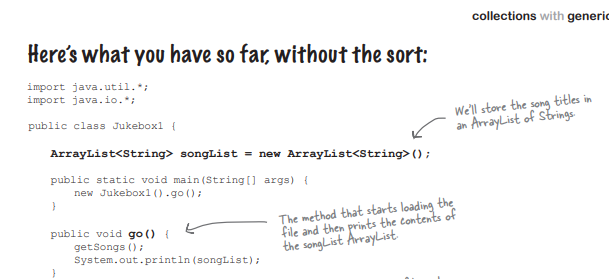 collections with generic
Here's what you have so far, without the sort:
import java.util.*;
import java.io.*;
public class Jukebox1 {
We'll store the song titles in
an ArrayList of Strings.
ArrayList<String> songList = new ArrayList<String>();
public static void main(String[] args) {
new Jukebox1().go();
}
The method that starts loading the
file and then prints the contents of
the songList ArrayList.
public void go() {
getSongs();
System.out.println(songList);
}